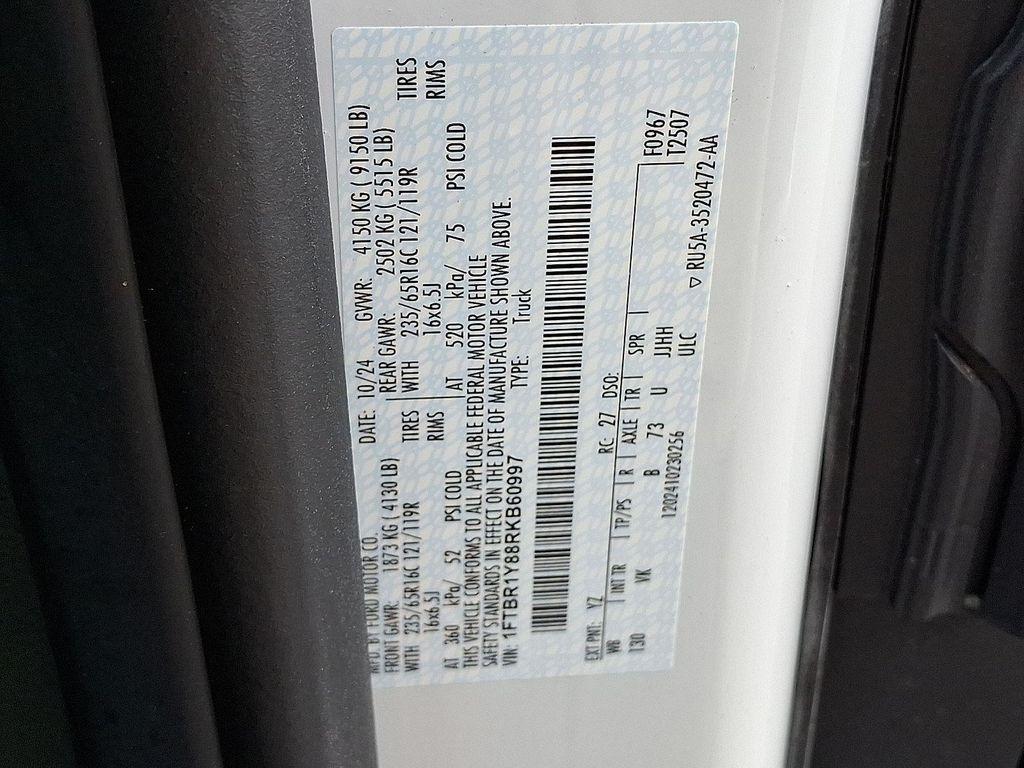 MFD. BY FORD MOTOR CO. DATE: 10/24 GVWR: 4150 KG ( 9150 LB)
FRONT GAWR: 1873 KG ( 4130 LB) REAR GAWR: 2502 KG ( 5515 LB)
WITH 235/65R16C 121/119R TIRES WITH 235/65R16C 121/119R TIRES
16x6.5J RIMS 16x6.5J RIMS
AT 360 kPa/ 52 PSI COLD AT 520 kPa/ 75 PSI COLD
THIS VEHICLE CONFORMS TO ALL APPLICABLE FEDERAL MOTOR VEHICLE
SAFETY STANDARDS IN EFFECT ON THE DATE OF MANUFACTURE SHOWN ABOVE.
VIN: 1FTBR1Y88RKB60997 TYPE: Truck
EXT PNT: YZ RC: 27 DSO:
WB INT TR TP/PS R AXLE TR SPR F0967
130 VK B 73 U JJHH T2507
120241023025​6 ULC
▽ RU5A-3520472-AA